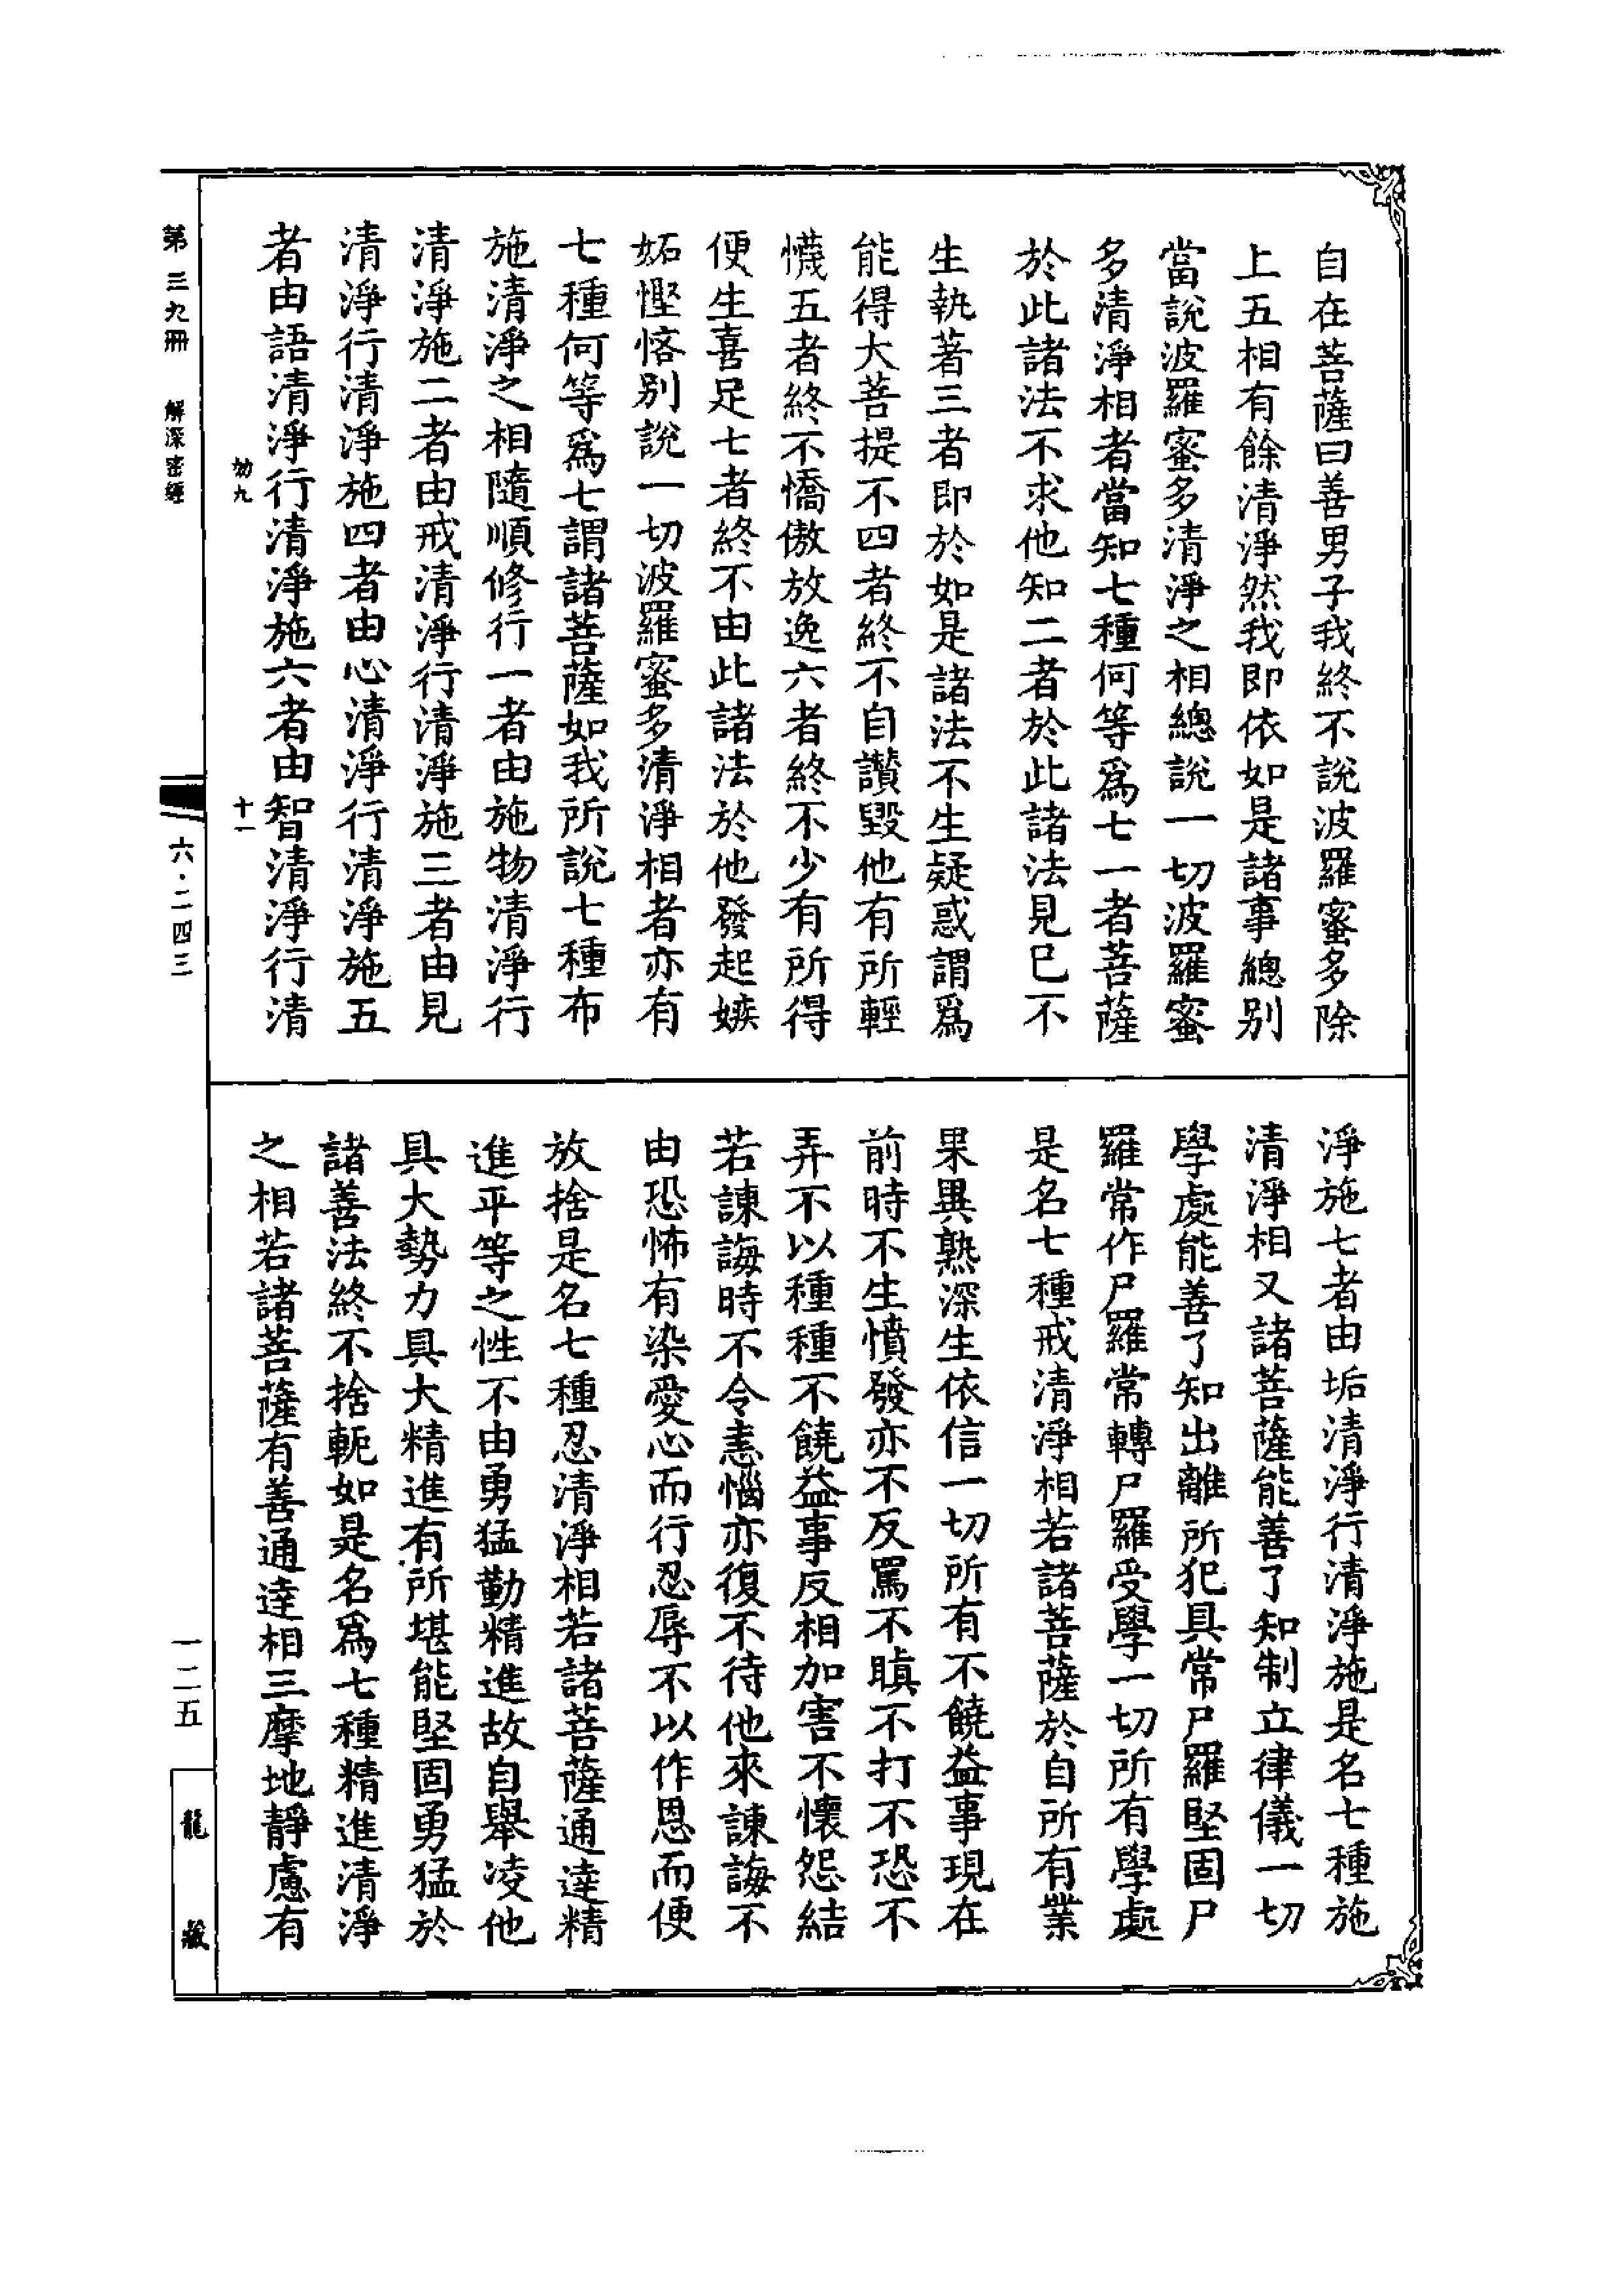 自在菩薩曰善男子我終不說波羅蜜多除
上五相有餘清淨然我即依如是諸事總別
當說波羅蜜多清淨之相總說一切波羅蜜
多清淨相者當知七種何等爲七一者菩薩
於此諸法不求他知二者於此諸法見已不
生執著三者即於如是諸法不生疑惑謂爲
能得大菩提不四者終不自讚毀他有所輕
懱五者終不憍傲放逸六者終不少有所得
便生喜足七者終不由此諸法於他發起嫉
妬慳悋別說一切波羅蜜多清淨相者亦有
七種何等爲七謂諸菩薩如我所說七種布
施清淨之相隨順修行一者由施物清淨行
清淨施二者由戒清淨行清淨施三者由見
清淨行清淨施四者由心清淨行清淨施五
者由語清淨行清淨施六者由智清淨行清
淨施七者由垢清淨行清淨施是名七種施
清淨相又諸菩薩能善了知制立律儀一切
學處能善了知出離所犯具常尸羅堅固尸
羅常作尸羅常轉尸羅受學一切所有學處
是名七種戒清淨相若諸菩薩於自所有業
果異熟深生依信一切所有不饒益事現在
前時不生憤發亦不反罵不瞋不打不恐不
弄不以種種不饒益事反相加害不懷怨結
若諫誨時不令恚惱亦復不待他來諫誨不
由恐怖有染愛心而行忍辱不以作恩而便
放捨是名七種忍清淨相若諸菩薩通達精
進平等之性不由勇猛勤精進故自舉凌他
具大勢力具大精進有所堪能堅固勇猛於
諸善法終不捨軛如是名爲七種精進清淨
之相若諸菩薩有善通達相三摩地靜慮有
第三九冊 解深密經
劾九 十一
六·二四三
一二五
龍藏